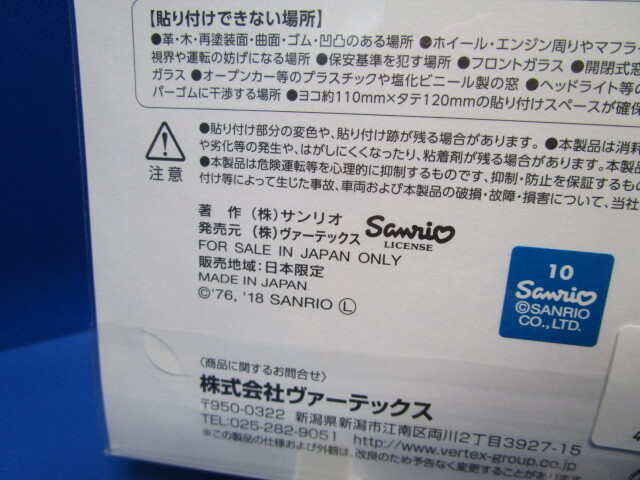 【貼り付けできない場所】
●革・木・再塗装面・曲面・ゴム・凹凸のある場所 ●ホイール・エンジン周りやマフラー
視界や運転の妨げになる場所 ●保安基準を犯す場所 ●フロントガラス ●開閉式窓
ガラス ●オープンカー等のプラスチックや塩化ビニール製の窓 ●ヘッドライト等の
パーゴムに干渉する場所 ●ヨコ約110mm×タテ120mmの貼り付けスペースが確保
注意
●貼り付け部分の変色や、貼り付け跡が残る場合があります。 ●本製品は消耗
や劣化等の発生や、はがしにくくなったり、粘着剤が残る場合があります。本製品
●本製品は危険運転等を心理的に抑制するものです、抑制・防止を保証するもの
付け等によって生じた事故、車両および本製品の破損・故障・損害について、当社
著 作 (株)サンリオ
発売元 (株)ヴァーテックス
Sanrio
LICENSE
FOR SALE IN JAPAN ONLY
販売地域:日本限定
MADE IN JAPAN
©'76, '18 SANRIO Ⓛ
10
Sanrio
©SANRIO
CO., LTD.
〈商品に関するお問合せ〉
株式会社ヴァーテックス
〒950-0322 新潟県新潟市江南区両川2丁目3927-15
TEL:025-282-9051 http://www.vertex-group.co.jp
※この製品の仕様および外観は、改良のため予告なく変更することがあります